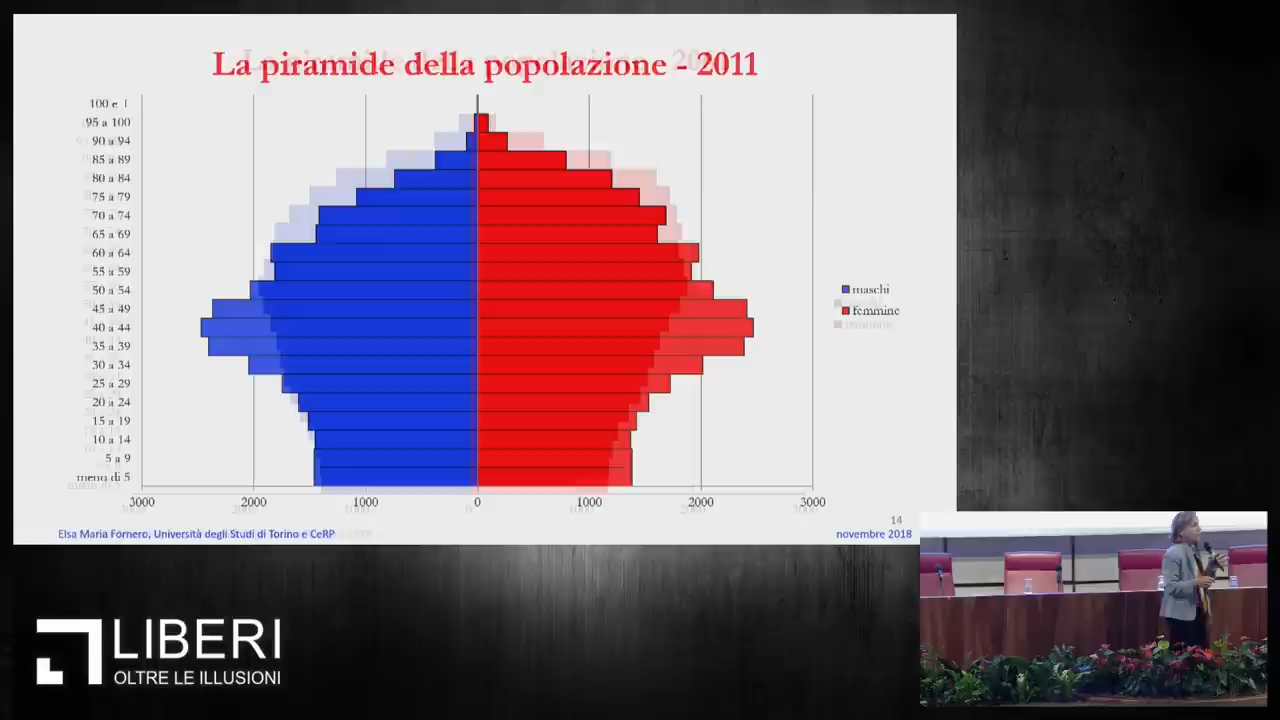 La piramide della popolazione - 2011
100 e
95 a 100
90 a 94
85 a 89
80 a 84
75 a 79
70 a 74
65 a 69
60 a 64
55 a 59
50 a 54
45 a 49
40 a 44
35 a 39
30 a 34
25 a 29
20 a 24
15 a 19
10 a 14
5 a 9
meno di 5
3000 2000 1000 0 1000 2000 3000
maschi
femmine
14
Elsa Maria Fornero, Università degli Studi di Torino e CeRP
novembre 2018
LIBERI
OLTRE LE ILLUSIONI